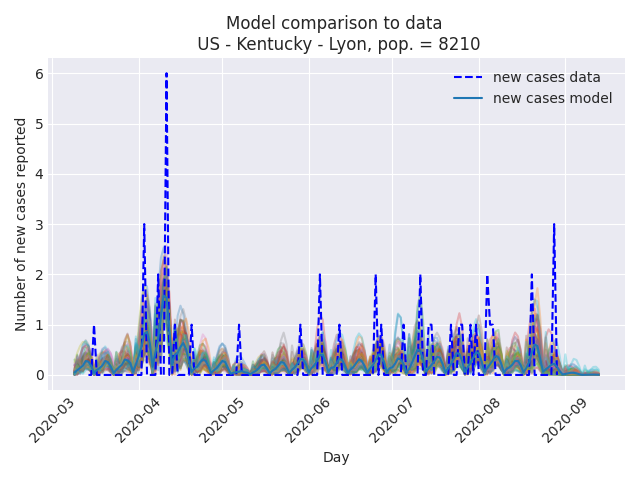 Model comparison to data
US - Kentucky - Lyon, pop. = 8210
new cases data
new cases model
Number of new cases reported
6
5
4
3
2
1
0
2020-03
2020-04
2020-05
2020-06
2020-07
2020-08
2020-09
Day